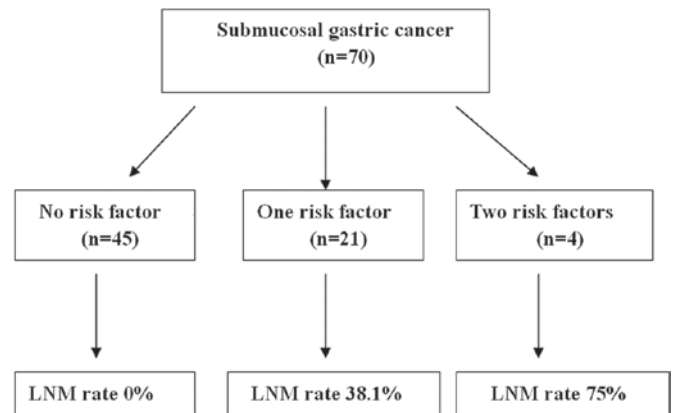 Submucosal gastric cancer
(n=70)
No risk factor
(n=45)
One risk factor
(n=21)
Two risk factors
(n=4)
LNM rate 0%
LNM rate 38.1%
LNM rate 75%